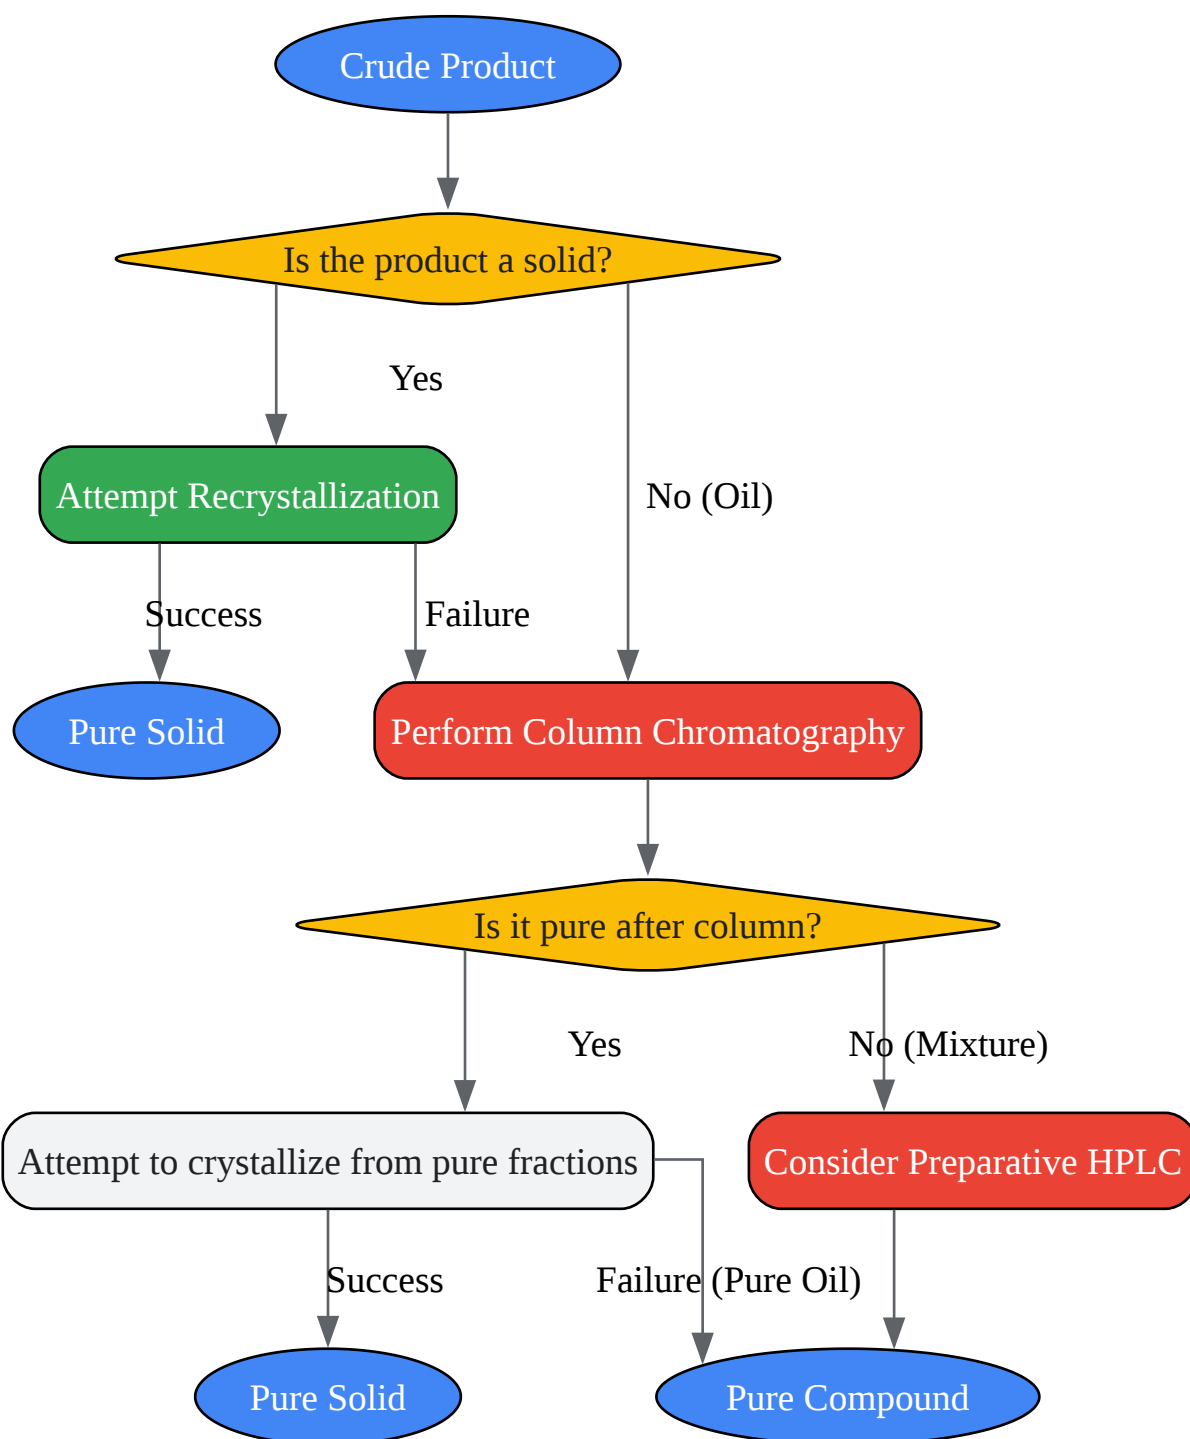 Crude Product
Is the product a solid?
Yes
Attempt Recrystallization
No (Oil)
Success
Failure
Pure Solid
Perform Column Chromatography
Is it pure after column?
Yes
No (Mixture)
Attempt to crystallize from pure fractions
Consider Preparative HPLC
Success
Failure (Pure Oil)
Pure Solid
Pure Compound